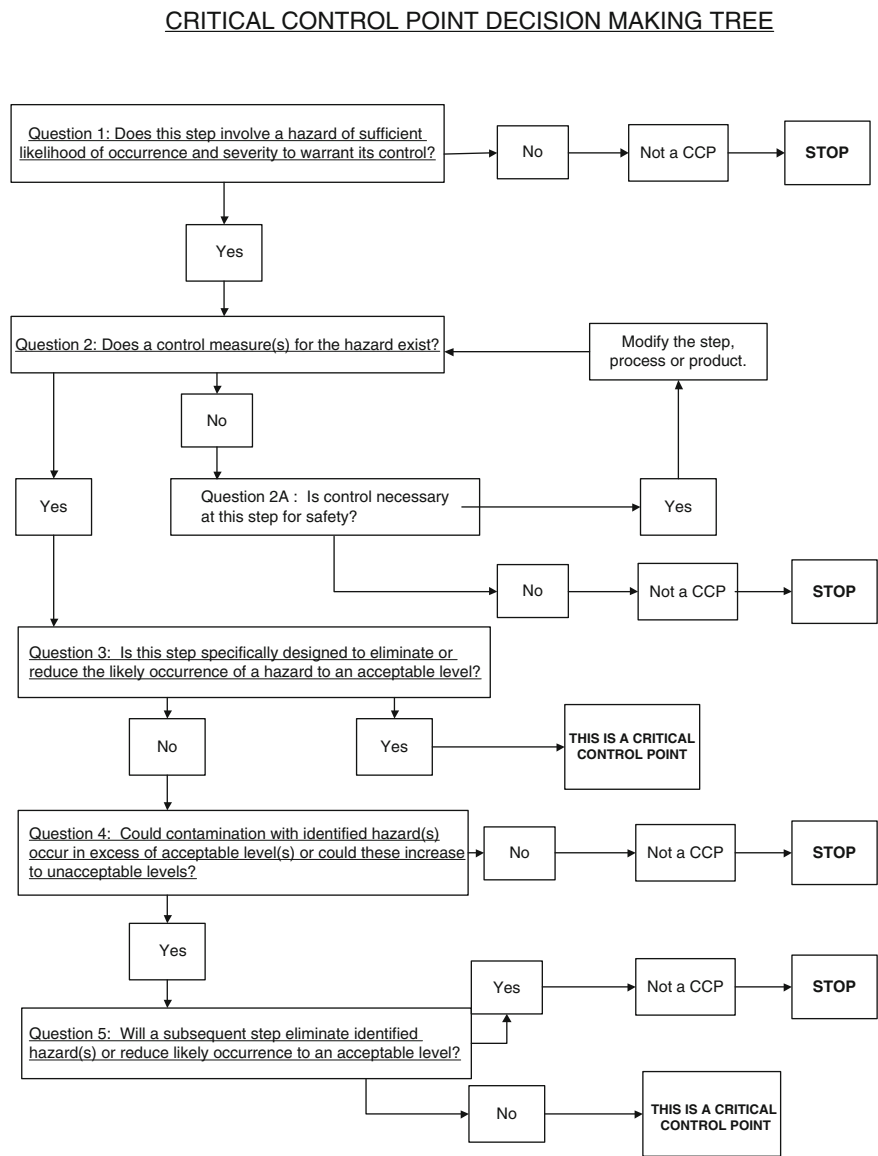 CRITICAL CONTROL POINT DECISION MAKING TREE
Question 1: Does this step involve a hazard of sufficient
likelihood of occurrence and severity to warrant its control?
No
Not a CCP
STOP
Yes
Question 2: Does a control measure(s) for the hazard exist?
Modify the step,
process or product.
No
Yes
Question 2A : Is control necessary
at this step for safety?
Yes
No
Not a CCP
STOP
Question 3: Is this step specifically designed to eliminate or
reduce the likely occurrence of a hazard to an acceptable level?
No
Yes
THIS IS A CRITICAL
CONTROL POINT
Question 4: Could contamination with identified hazard(s)
occur in excess of acceptable level(s) or could these increase
to unacceptable levels?
No
Not a CCP
STOP
Yes
Yes
Not a CCP
STOP
Question 5: Will a subsequent step eliminate identified
hazard(s) or reduce likely occurrence to an acceptable level?
No
THIS IS A CRITICAL
CONTROL POINT